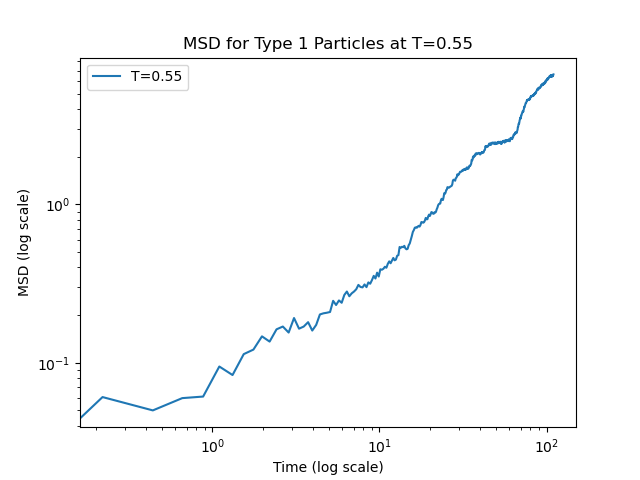 MSD for Type 1 Particles at T=0.55
T=0.55
MSD (log scale)
10⁰
10⁻¹
10⁰
10¹
10²
Time (log scale)